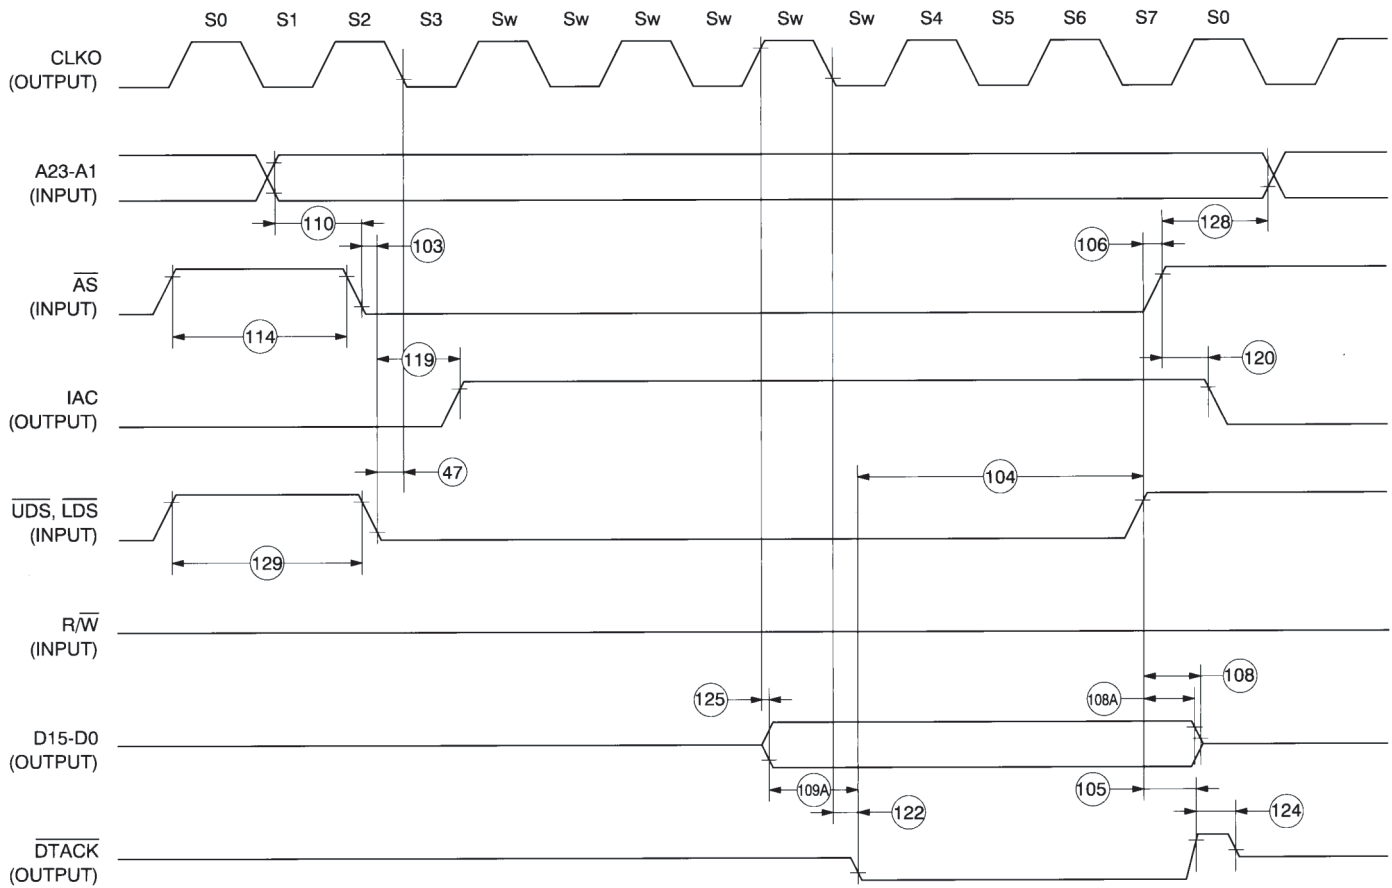 S0 S1 S2 S3 Sw Sw Sw Sw Sw Sw S4 S5 S6 S7 S0
CLKO
(OUTPUT)
A23-A1
(INPUT)
110
128
103
106
AS
(INPUT)
114
119
120
IAC
(OUTPUT)
47
104
UDS, LDS
(INPUT)
129
R/W
(INPUT)
108
125
108A
D15-D0
(OUTPUT)
109A
105
122
124
DTACK
(OUTPUT)